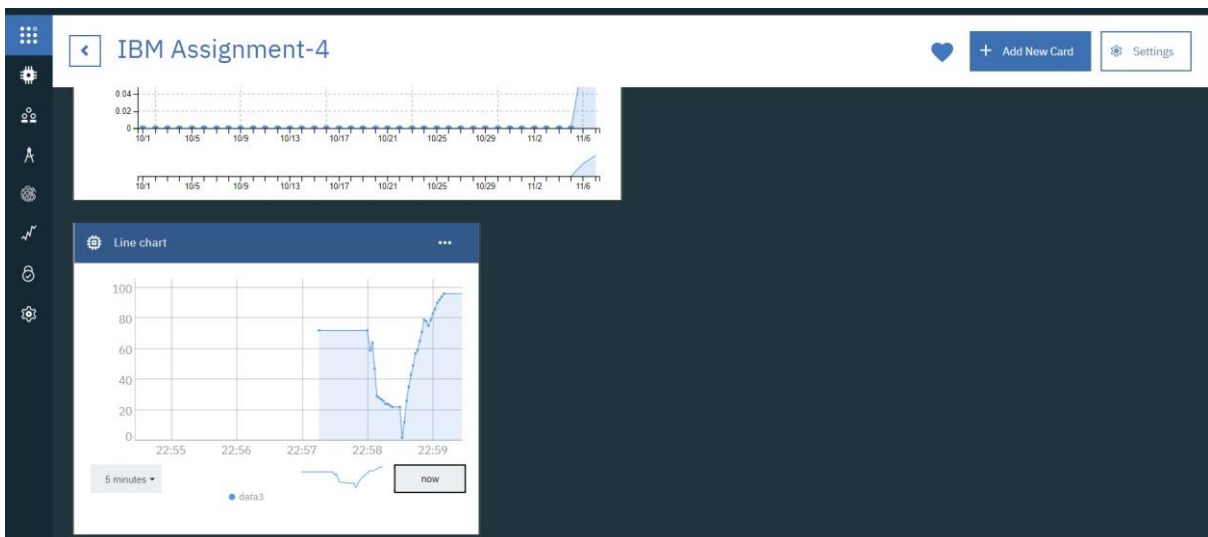 IBM Assignment-4
+ Add New Card
Settings
0.04
0.02
0
10/1 10/5 10/9 10/13 10/17 10/21 10/25 10/29 11/2 11/6
10/1 10/5 10/9 10/13 10/17 10/21 10/25 10/29 11/2 11/6
Line chart
100
80
60
40
20
0
22:55 22:56 22:57 22:58 22:59
5 minutes
now
data3